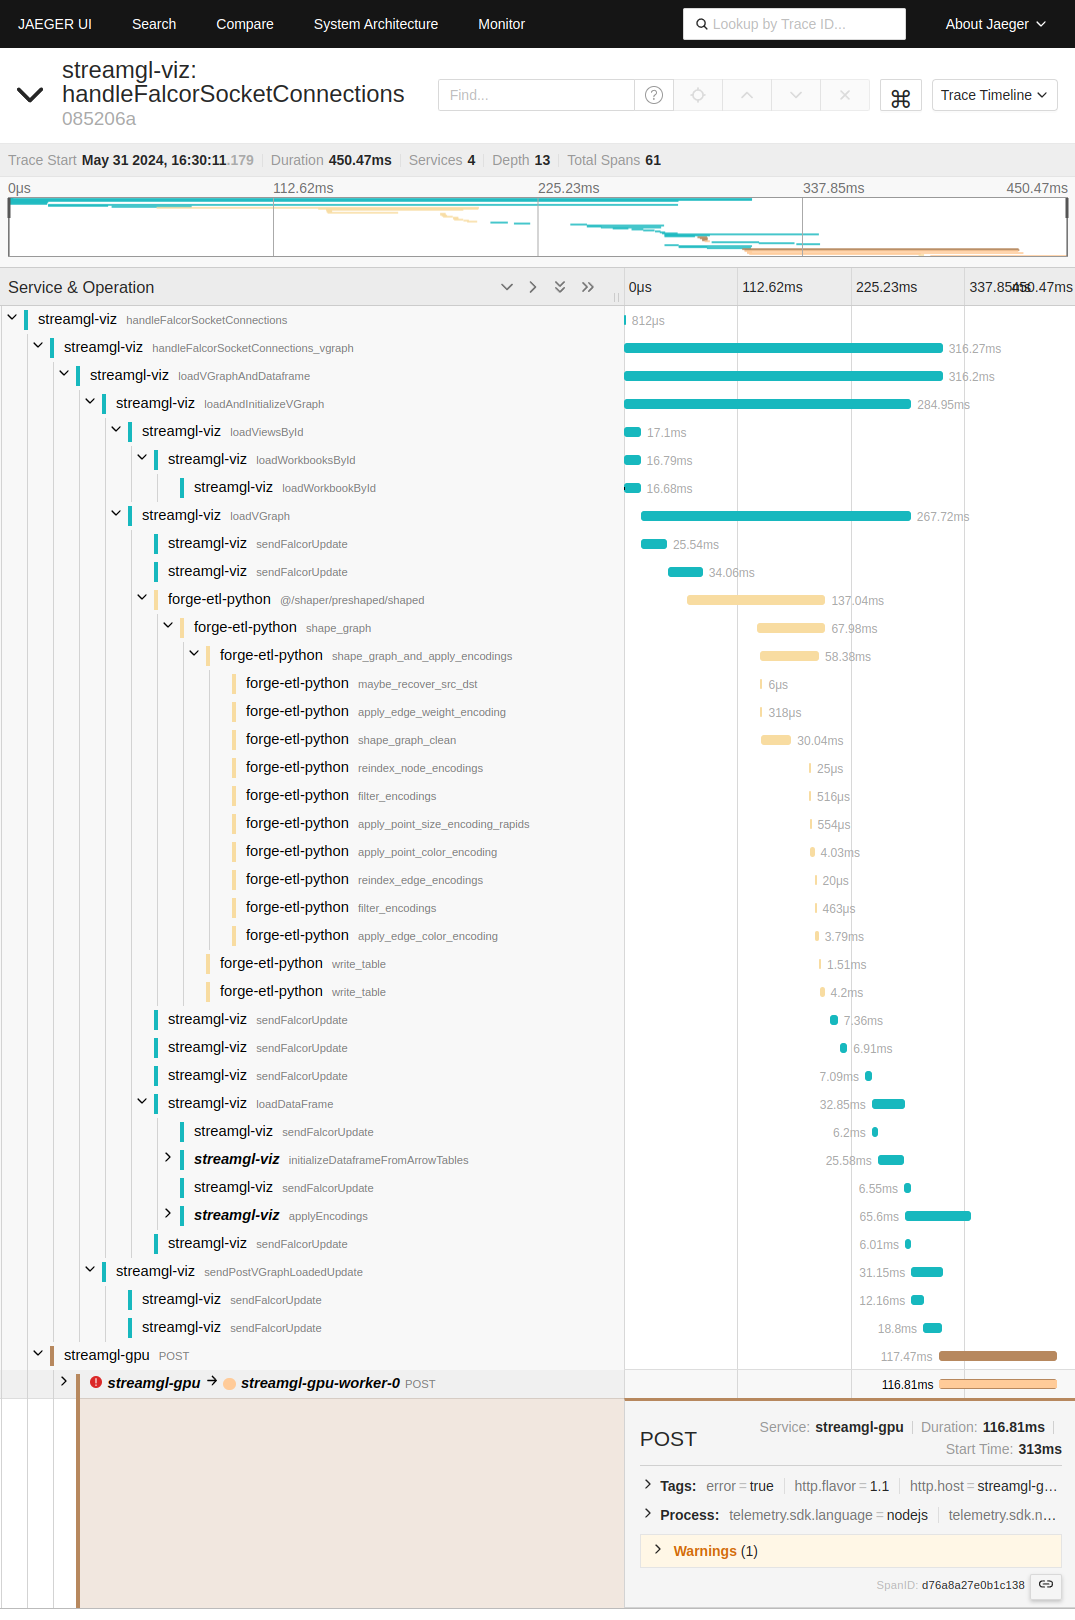 JAEGER UI Search Compare System Architecture Monitor Lookup by Trace ID... About Jaeger
streamgl-viz:
handleFalcorSocketConnections
085206a
Find... ? ⌘ Trace Timeline
Trace Start May 31 2024, 16:30:11.179 Duration 450.47ms Services 4 Depth 13 Total Spans 61
0μs 112.62ms 225.23ms 337.85ms 450.47ms
Service & Operation 0μs 112.62ms 225.23ms 337.85ms 450.47ms
streamgl-viz handleFalcorSocketConnections 812μs
streamgl-viz handleFalcorSocketConnections_vgraph 316.27ms
streamgl-viz loadVGraphAndDataframe 316.2ms
streamgl-viz loadAndInitializeVGraph 284.95ms
streamgl-viz loadViewsById 17.1ms
streamgl-viz loadWorkbooksById 16.79ms
streamgl-viz loadWorkbookById 16.68ms
streamgl-viz loadVGraph 267.72ms
streamgl-viz sendFalcorUpdate 25.54ms
streamgl-viz sendFalcorUpdate 34.06ms
forge-etl-python @/shaper/preshaped/shaped 137.04ms
forge-etl-python shape_graph 67.98ms
forge-etl-python shape_graph_and_apply_encodings 58.38ms
forge-etl-python maybe_recover_src_dst 6μs
forge-etl-python apply_edge_weight_encoding 318μs
forge-etl-python shape_graph_clean 30.04ms
forge-etl-python reindex_node_encodings 25μs
forge-etl-python filter_encodings 516μs
forge-etl-python apply_point_size_encoding_rapids 554μs
forge-etl-python apply_point_color_encoding 4.03ms
forge-etl-python reindex_edge_encodings 20μs
forge-etl-python filter_encodings 463μs
forge-etl-python apply_edge_color_encoding 3.79ms
forge-etl-python write_table 1.51ms
forge-etl-python write_table 4.2ms
streamgl-viz sendFalcorUpdate 7.36ms
streamgl-viz sendFalcorUpdate 6.91ms
streamgl-viz sendFalcorUpdate 7.09ms
streamgl-viz loadDataFrame 32.85ms
streamgl-viz sendFalcorUpdate 6.2ms
streamgl-viz initializeDataframeFromArrowTables 25.58ms
streamgl-viz sendFalcorUpdate 6.55ms
streamgl-viz applyEncodings 65.6ms
streamgl-viz sendFalcorUpdate 6.01ms
streamgl-viz sendPostVGraphLoadedUpdate 31.15ms
streamgl-viz sendFalcorUpdate 12.16ms
streamgl-viz sendFalcorUpdate 18.8ms
streamgl-gpu POST 117.47ms
streamgl-gpu → streamgl-gpu-worker-0 POST 116.81ms
POST Service: streamgl-gpu Duration: 116.81ms
Start Time: 313ms
Tags: error = true http.flavor = 1.1 http.host = streamgl-g...
Process: telemetry.sdk.language = nodejs telemetry.sdk.n...
Warnings (1)
SpanID: d76a8a27e0b1c138